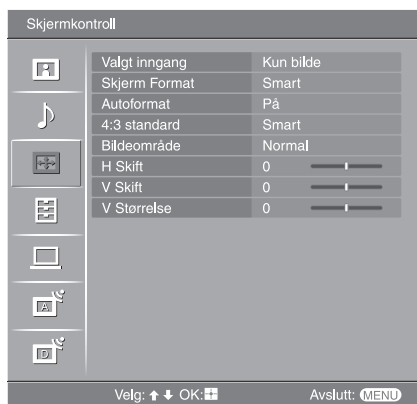 Skjermkontroll
Valgt inngang Kun bilde
Skjerm Format Smart
Autoformat På
4:3 standard Smart
Bildeområde Normal
H Skift 0
V Skift 0
V Størrelse 0
A
D
Velg: OK: Avslutt: MENU